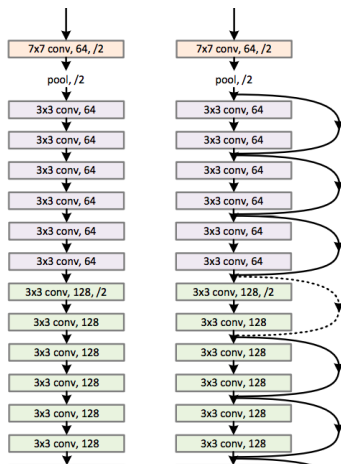 7x7 conv, 64, /2
pool, /2
3x3 conv, 64
3x3 conv, 64
3x3 conv, 64
3x3 conv, 64
3x3 conv, 64
3x3 conv, 64
3x3 conv, 128, /2
3x3 conv, 128
3x3 conv, 128
3x3 conv, 128
3x3 conv, 128
3x3 conv, 128
7x7 conv, 64, /2
pool, /2
3x3 conv, 64
3x3 conv, 64
3x3 conv, 64
3x3 conv, 64
3x3 conv, 64
3x3 conv, 64
3x3 conv, 128, /2
3x3 conv, 128
3x3 conv, 128
3x3 conv, 128
3x3 conv, 128
3x3 conv, 128